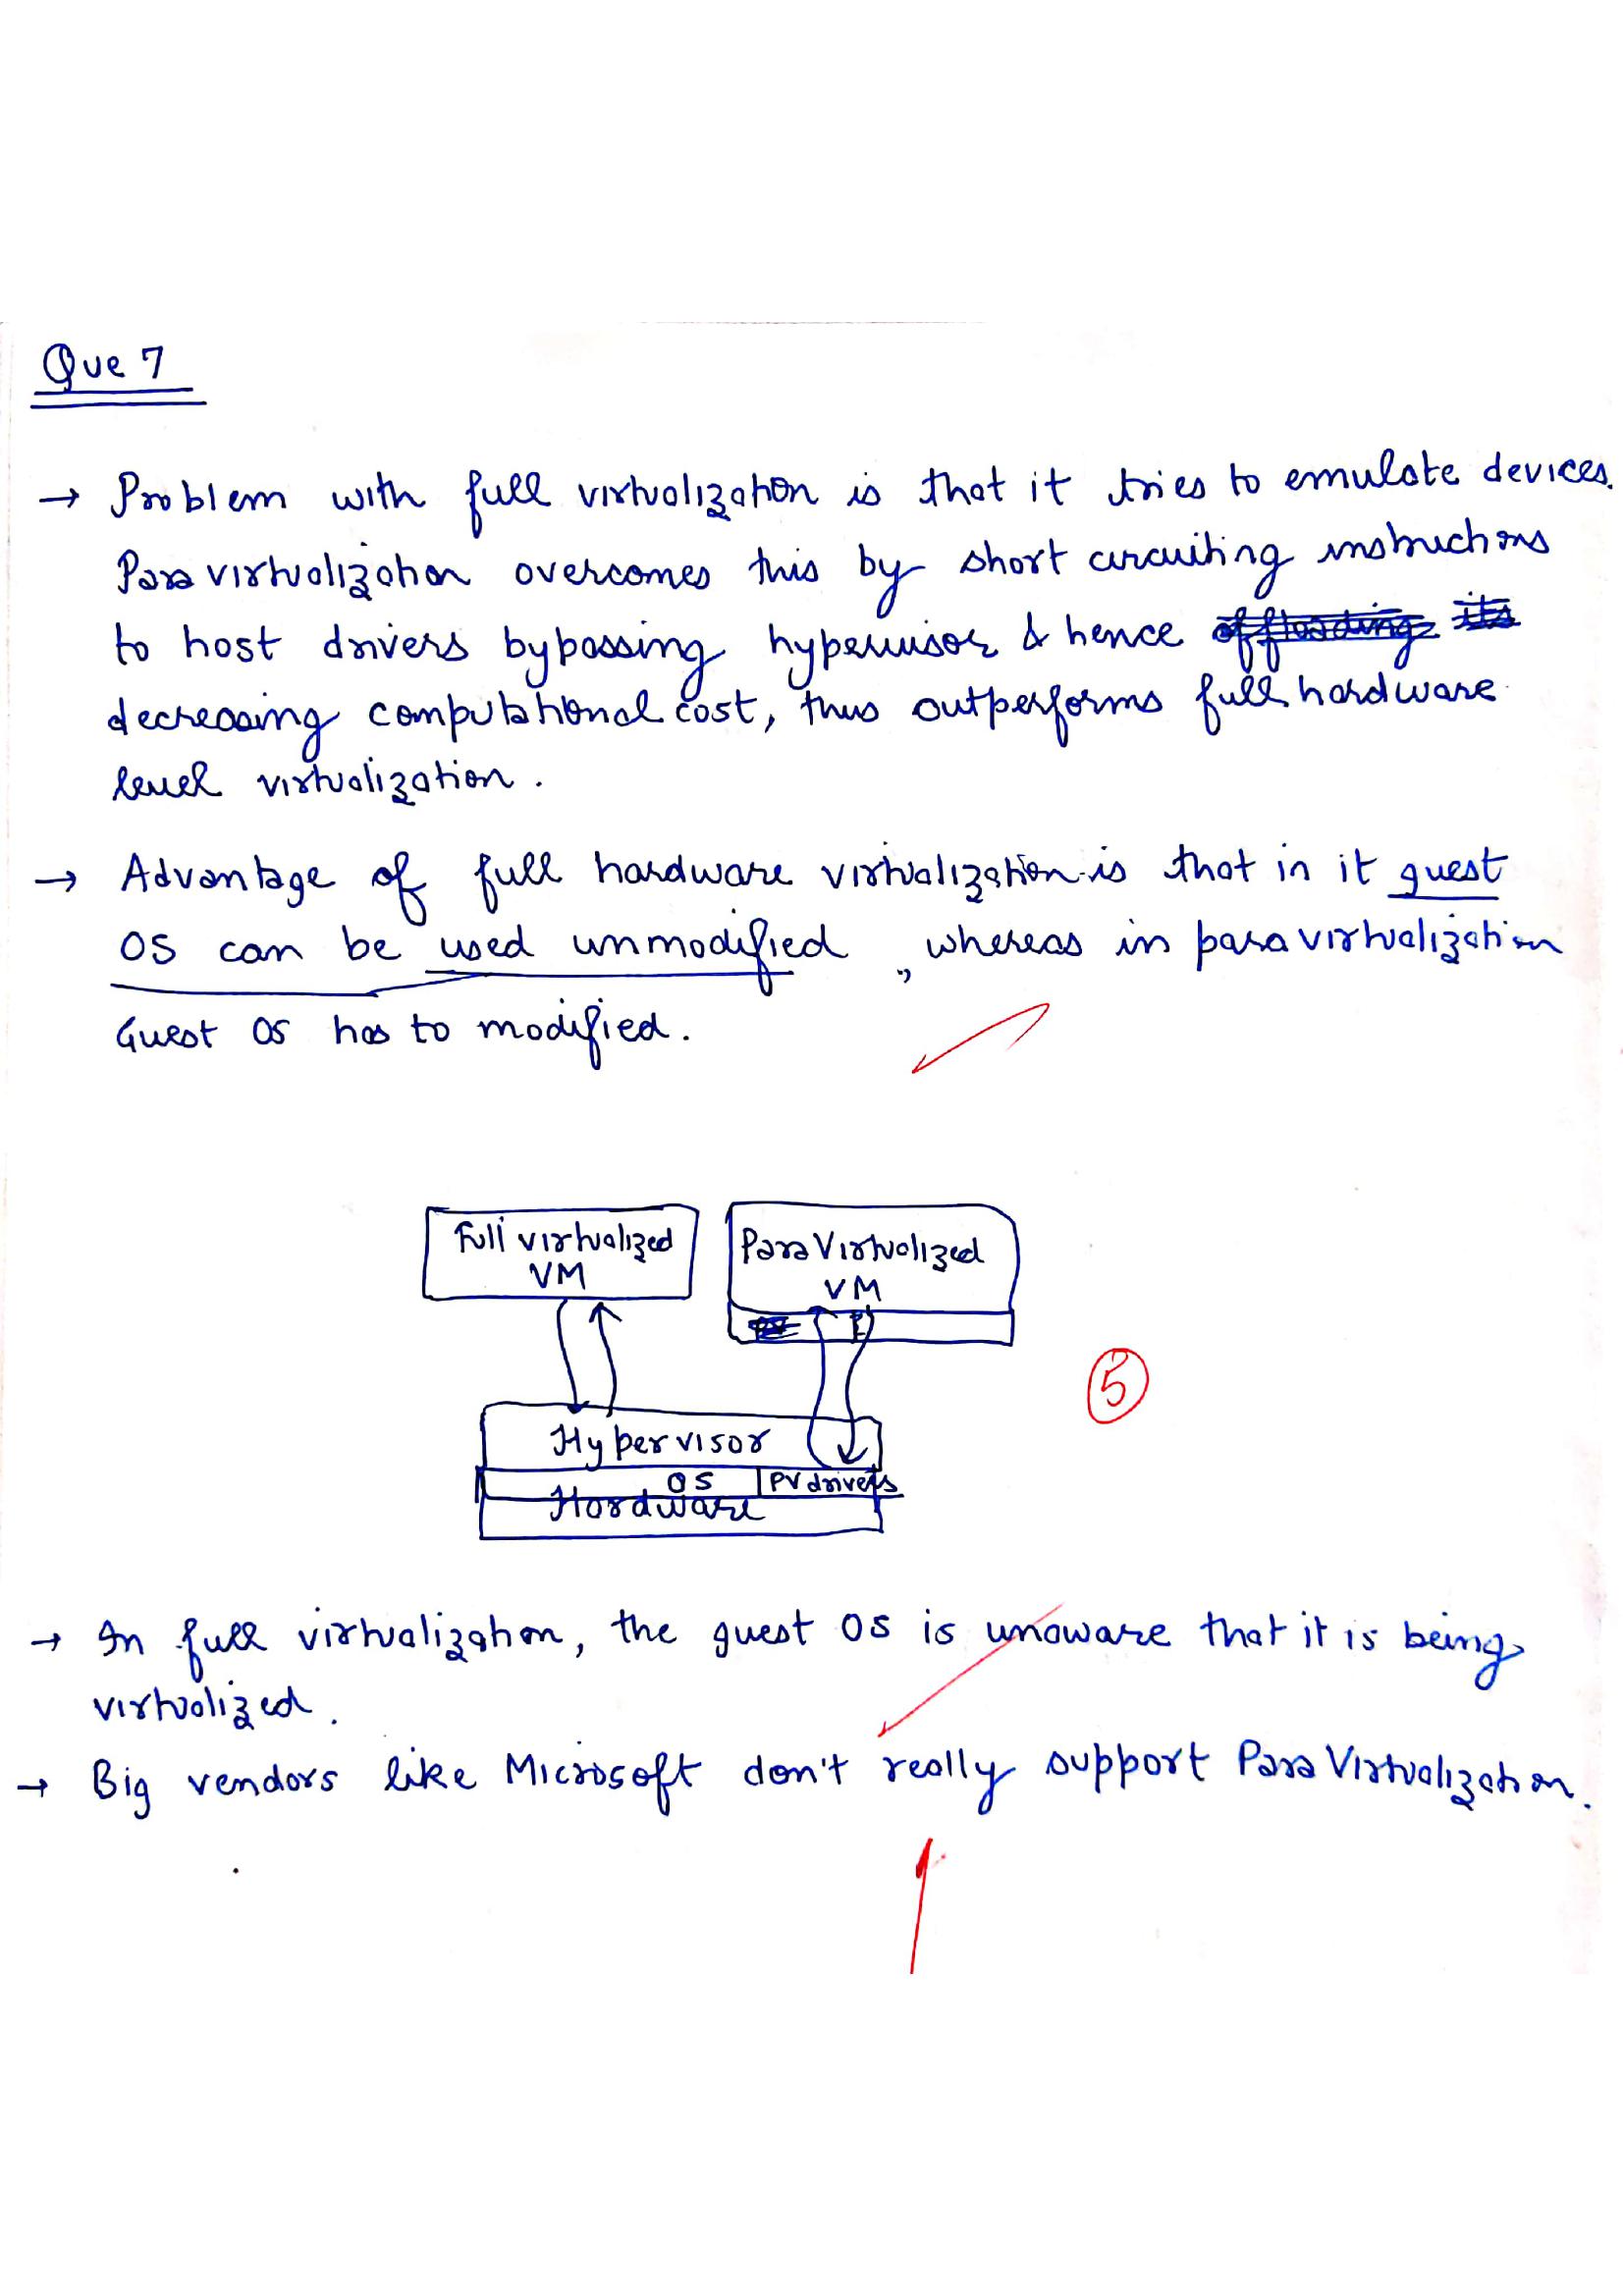 Que 7
→ Problem with full virtualization is that it tries to emulate devices.
Para virtualization overcomes this by short circuiting instructions
to host drivers bypassing hypervisor & hence offloading its
decreasing computational cost, thus outperforms full hardware
level virtualization.
→ Advantage of full hardware virtualization is that in it guest
OS can be used unmodified, whereas in para virtualization
Guest OS has to modified.
Full virtualized
VM
Para Virtualized
VM
5
Hypervisor
OS PV drivers
Hardware
→ In full virtualization, the guest OS is unaware that it is being
virtualized.
→ Big vendors like Microsoft don't really support Para Virtualization.